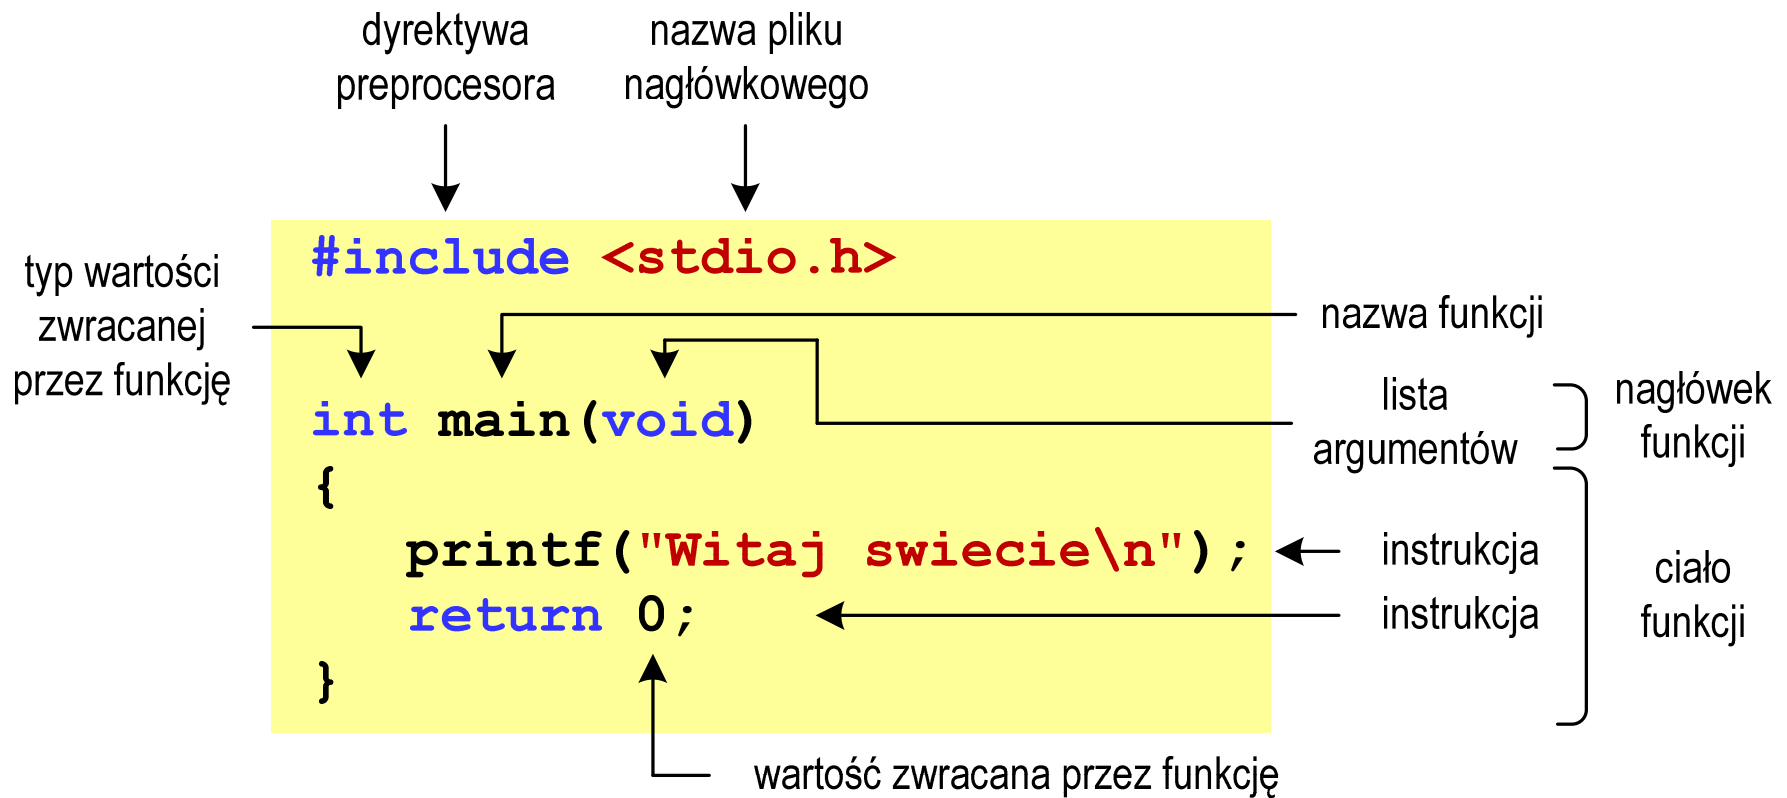 dyrektywa
preprocesora
nazwa pliku
nagłówkowego
#include <stdio.h>
typ wartości
zwracanej
przez funkcję
nazwa funkcji
int main(void)
lista
argumentów
nagłówek
funkcji
{
printf("Witaj swiecie\n");
instrukcja
return 0;
instrukcja
ciało
funkcji
}
wartość zwracana przez funkcję